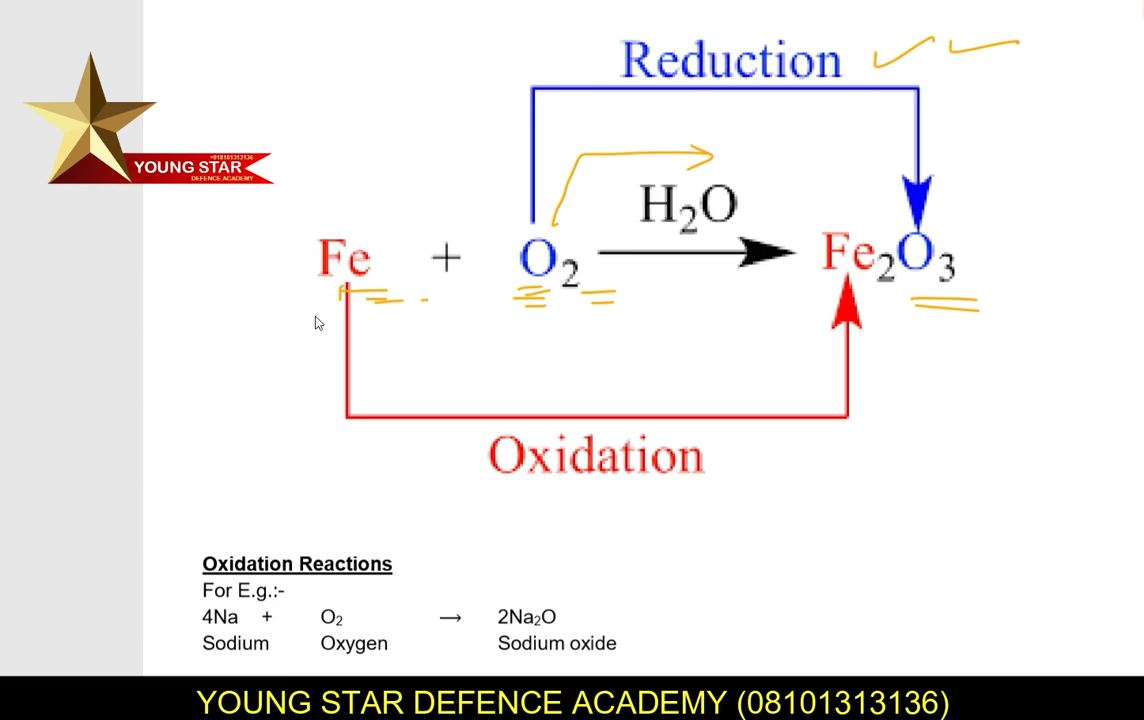 Reduction
+918101313136
YOUNG STAR
DEFENCE ACADEMY
H₂O
Fe + O₂ → Fe₂O₃
Oxidation
Oxidation Reactions
For E.g.:-
4Na + O₂ → 2Na₂O
Sodium Oxygen Sodium oxide
YOUNG STAR DEFENCE ACADEMY (08101313136)